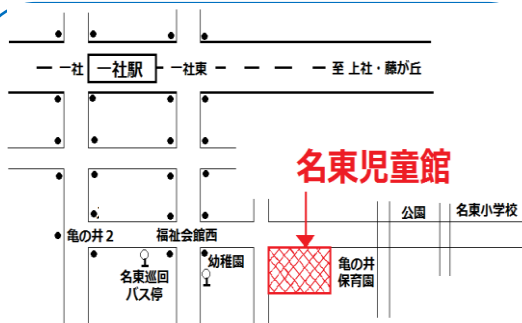 一社
一社駅
一社東
至 上社・藤が丘
名東児童館
公園
名東小学校
亀の井2
福祉会館西
名東巡回
バス停
幼稚園
亀の井
保育園